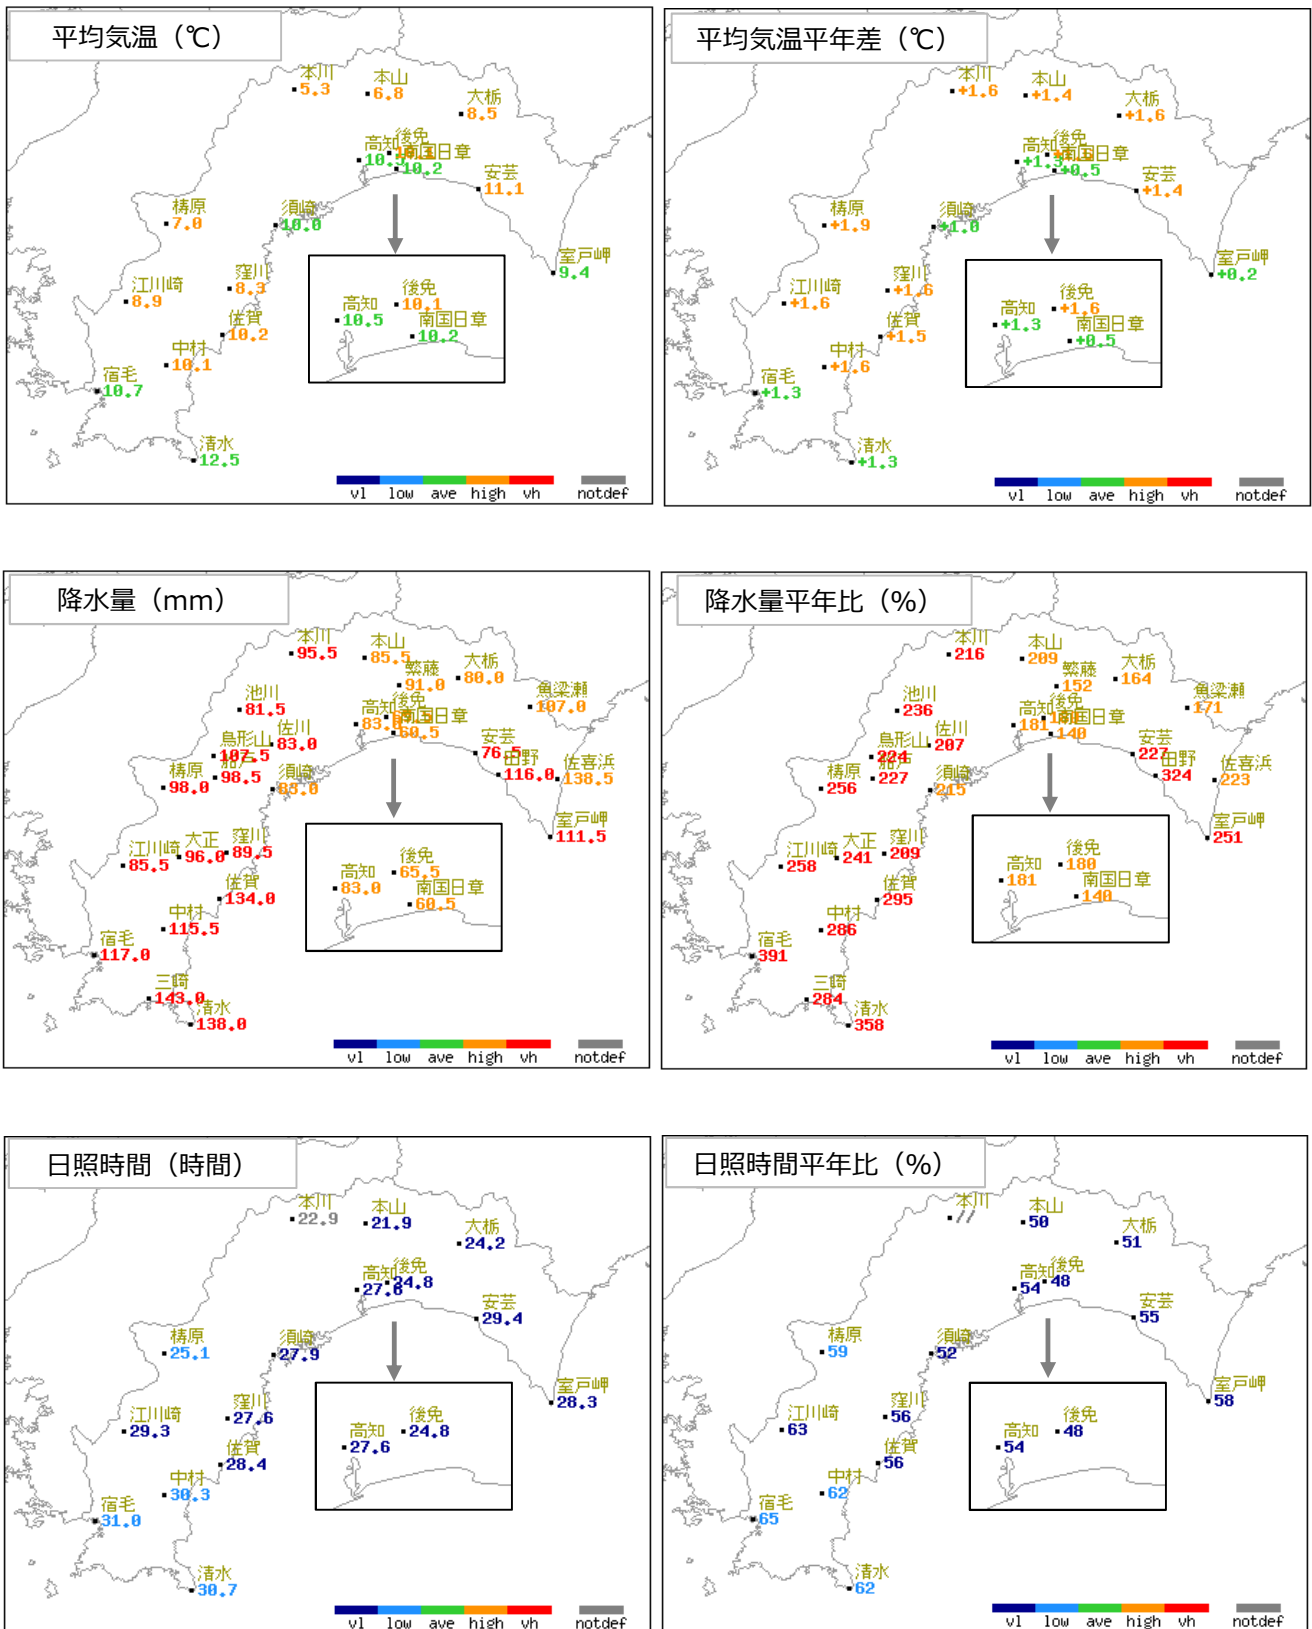 平均気温（℃）
本川
5.3
本山
6.8
大栃
8.5
高知
10.5
後免
南国日章
10.2
安芸
11.1
梼原
7.0
須崎
10.0
室戸岬
9.4
江川崎
8.9
窪川
8.3
佐賀
10.2
中村
10.1
宿毛
10.7
清水
12.5
高知
10.5
後免
10.1
南国日章
10.2
vl low ave high vh notdef
平均気温平年差（℃）
本川
+1.6
本山
+1.4
大栃
+1.6
高知
+1.3
後免
南国日章
+0.5
安芸
+1.4
梼原
+1.9
須崎
+1.0
室戸岬
+0.2
江川崎
+1.6
窪川
+1.6
佐賀
+1.5
中村
+1.6
宿毛
+1.3
清水
+1.3
高知
+1.3
後免
+1.6
南国日章
+0.5
vl low ave high vh notdef
降水量（mm）
本川
95.5
本山
85.5
繁藤
91.0
大栃
80.0
魚梁瀬
107.0
池川
81.5
佐川
83.0
高知
83.0
後免
南国日章
60.5
鳥形山
107.5
船戸
98.5
梼原
98.0
須崎
83.0
安芸
76.5
田野
116.0
佐喜浜
138.5
室戸岬
111.5
江川崎
85.5
大正
96.0
窪川
89.5
佐賀
134.0
中村
115.5
宿毛
117.0
三崎
143.0
清水
138.0
高知
83.0
後免
65.5
南国日章
60.5
vl low ave high vh notdef
降水量平年比（%）
本川
216
本山
209
繁藤
152
大栃
164
魚梁瀬
171
池川
236
佐川
207
高知
181
後免
南国日章
140
鳥形山
224
船戸
227
梼原
256
須崎
215
安芸
227
田野
324
佐喜浜
223
室戸岬
251
江川崎
258
大正
241
窪川
209
佐賀
295
中村
286
宿毛
391
三崎
284
清水
358
高知
181
後免
180
南国日章
140
vl low ave high vh notdef
日照時間（時間）
本川
22.9
本山
21.9
大栃
24.2
高知
27.6
後免
24.8
安芸
29.4
梼原
25.1
須崎
27.9
室戸岬
28.3
江川崎
29.3
窪川
27.6
佐賀
28.4
中村
30.3
宿毛
31.0
清水
30.7
高知
27.6
後免
24.8
vl low ave high vh notdef
日照時間平年比（%）
本川
//
本山
50
大栃
51
高知
54
後免
48
安芸
55
梼原
59
須崎
52
室戸岬
58
江川崎
63
窪川
56
佐賀
56
中村
62
宿毛
65
清水
62
高知
54
後免
48
vl low ave high vh notdef